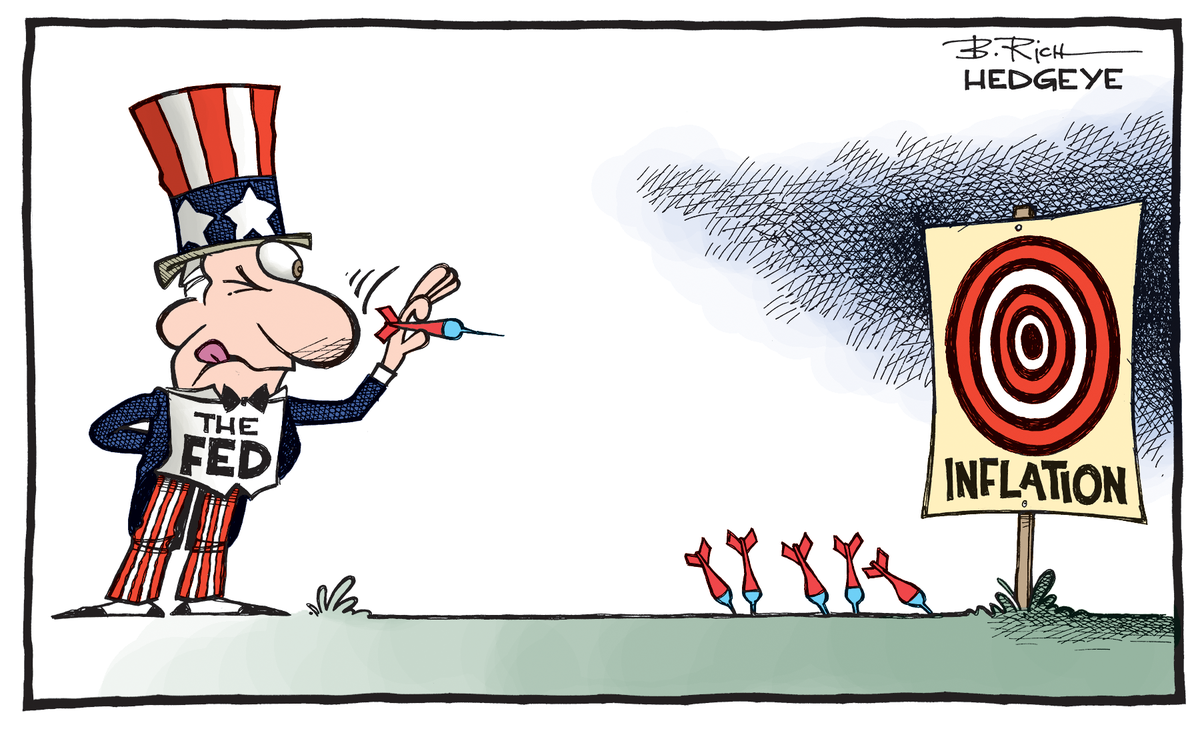 B. RICH
HEDGEYE
THE
FED
INFLATION